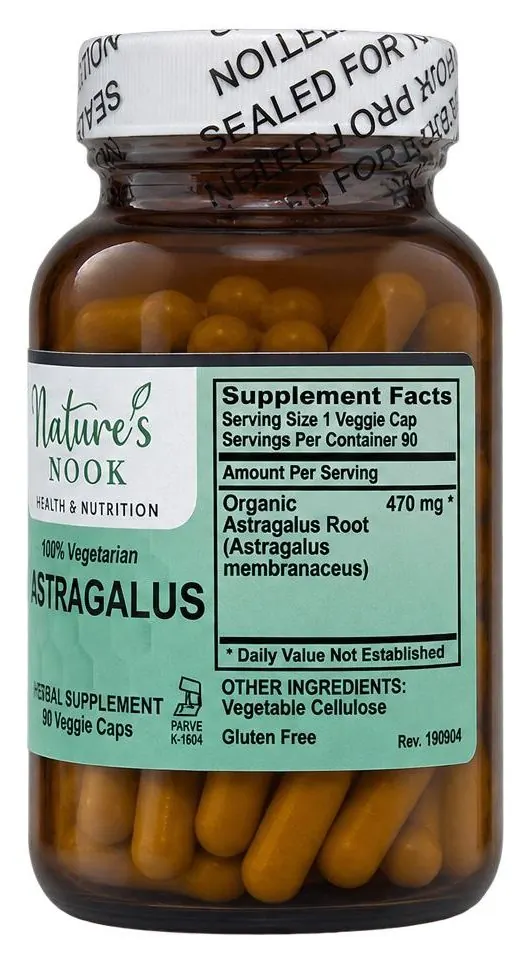 SEALED FOR
Nature's
NOOK
HEALTH & NUTRITION
100% Vegetarian
ASTRAGALUS
HERBAL SUPPLEMENT
90 Veggie Caps
PARVE
K-1604
Supplement Facts
Serving Size 1 Veggie Cap
Servings Per Container 90
Amount Per Serving
Organic 470 mg *
Astragalus Root
(Astragalus
membranaceus)
* Daily Value Not Established
OTHER INGREDIENTS:
Vegetable Cellulose
Gluten Free
Rev. 190904